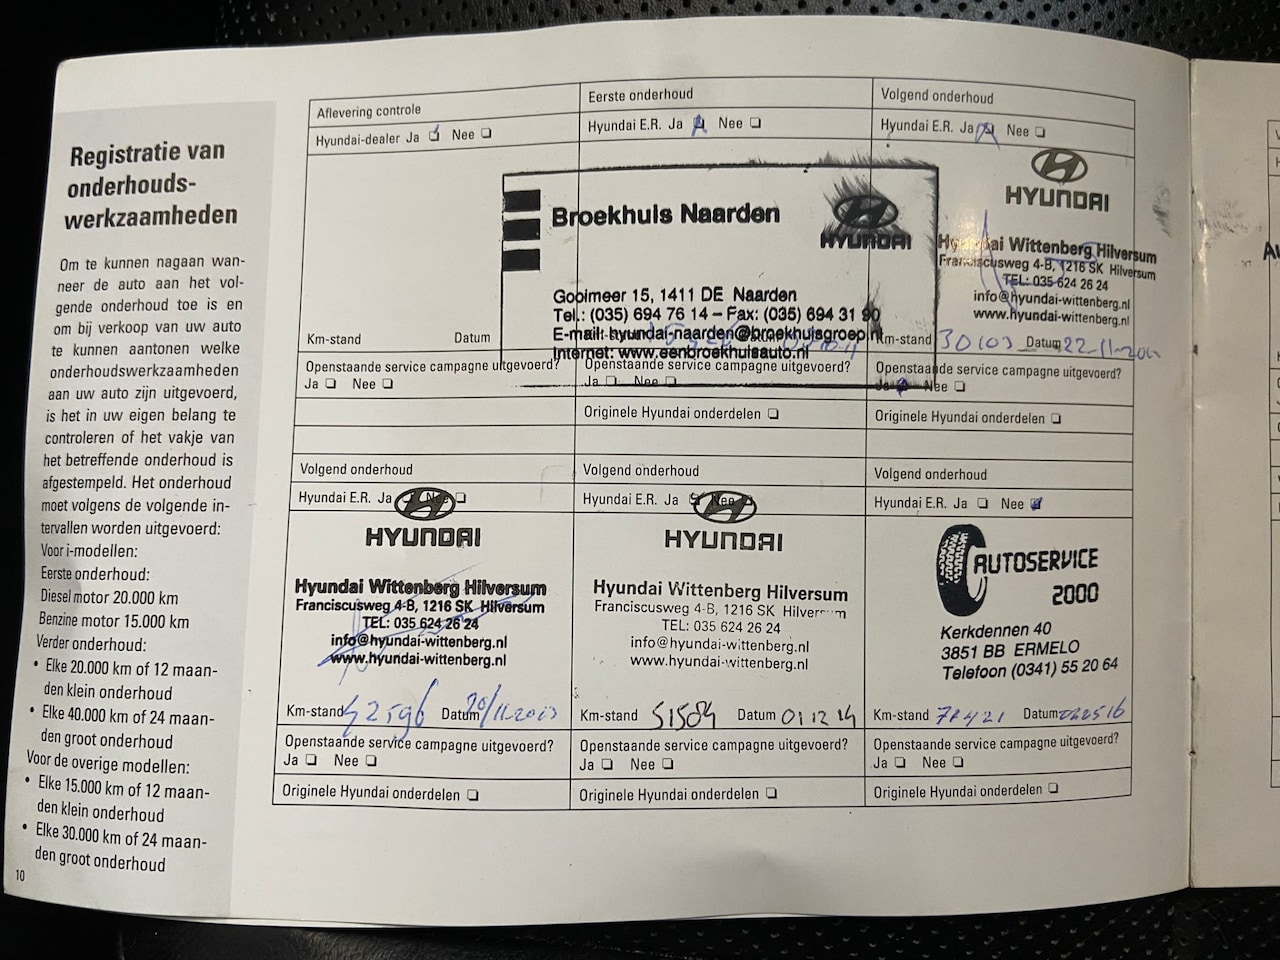 Registratie van
onderhouds-
werkzaamheden
Om te kunnen nagaan wan-
neer de auto aan het vol-
gende onderhoud toe is en
om bij verkoop van uw auto
te kunnen aantonen welke
onderhoudswerkzaamheden
aan uw auto zijn uitgevoerd,
is het in uw eigen belang te
controleren of het vakje van
het betreffende onderhoud is
afgestempeld. Het onderhoud
moet volgens de volgende in-
tervallen worden uitgevoerd:
Voor i-modellen:
Eerste onderhoud:
Diesel motor 20.000 km
Benzine motor 15.000 km
Verder onderhoud:
• Elke 20.000 km of 12 maan-
den klein onderhoud
• Elke 40.000 km of 24 maan-
den groot onderhoud
Voor de overige modellen:
• Elke 15.000 km of 12 maan-
den klein onderhoud
• Elke 30.000 km of 24 maan-
den groot onderhoud
10
Aflevering controle
Hyundai-dealer Ja Nee
Km-stand Datum
Openstaande service campagne uitgevoerd?
Ja Nee
Eerste onderhoud
Hyundai E.R. Ja Nee
Broekhuis Naarden
HYUNDAI
Gooimeer 15, 1411 DE Naarden
Tel.: (035) 694 76 14 – Fax: (035) 694 31 90
E-mail: hyundai-naarden@broekhuisgroep.nl
Internet: www.eenbroekhuisauto.nl
Openstaande service campagne uitgevoerd?
Ja Nee
Originele Hyundai onderdelen
Volgend onderhoud
Hyundai E.R. Ja Nee
HYUNDAI
Hyundai Wittenberg Hilversum
Franciscusweg 4-B, 1216 SK Hilversum
TEL: 035 624 26 24
info@hyundai-wittenberg.nl
www.hyundai-wittenberg.nl
Km-stand 30103 Datum
Openstaande service campagne uitgevoerd?
Ja Nee
Originele Hyundai onderdelen
Volgend onderhoud
Hyundai E.R. Ja Nee
HYUNDAI
Hyundai Wittenberg Hilversum
Franciscusweg 4-B, 1216 SK Hilversum
TEL: 035 624 26 24
info@hyundai-wittenberg.nl
www.hyundai-wittenberg.nl
Km-stand 42596 Datum
Openstaande service campagne uitgevoerd?
Ja Nee
Originele Hyundai onderdelen
Volgend onderhoud
Hyundai E.R. Ja Nee
HYUNDAI
Hyundai Wittenberg Hilversum
Franciscusweg 4-B, 1216 SK Hilversum
TEL: 035 624 26 24
info@hyundai-wittenberg.nl
www.hyundai-wittenberg.nl
Km-stand 51584 Datum 01 12 14
Openstaande service campagne uitgevoerd?
Ja Nee
Originele Hyundai onderdelen
Volgend onderhoud
Hyundai E.R. Ja Nee
AUTOSERVICE
2000
Kerkdennen 40
3851 BB ERMELO
Telefoon (0341) 55 20 64
Km-stand Datum
Openstaande service campagne uitgevoerd?
Ja Nee
Originele Hyundai onderdelen